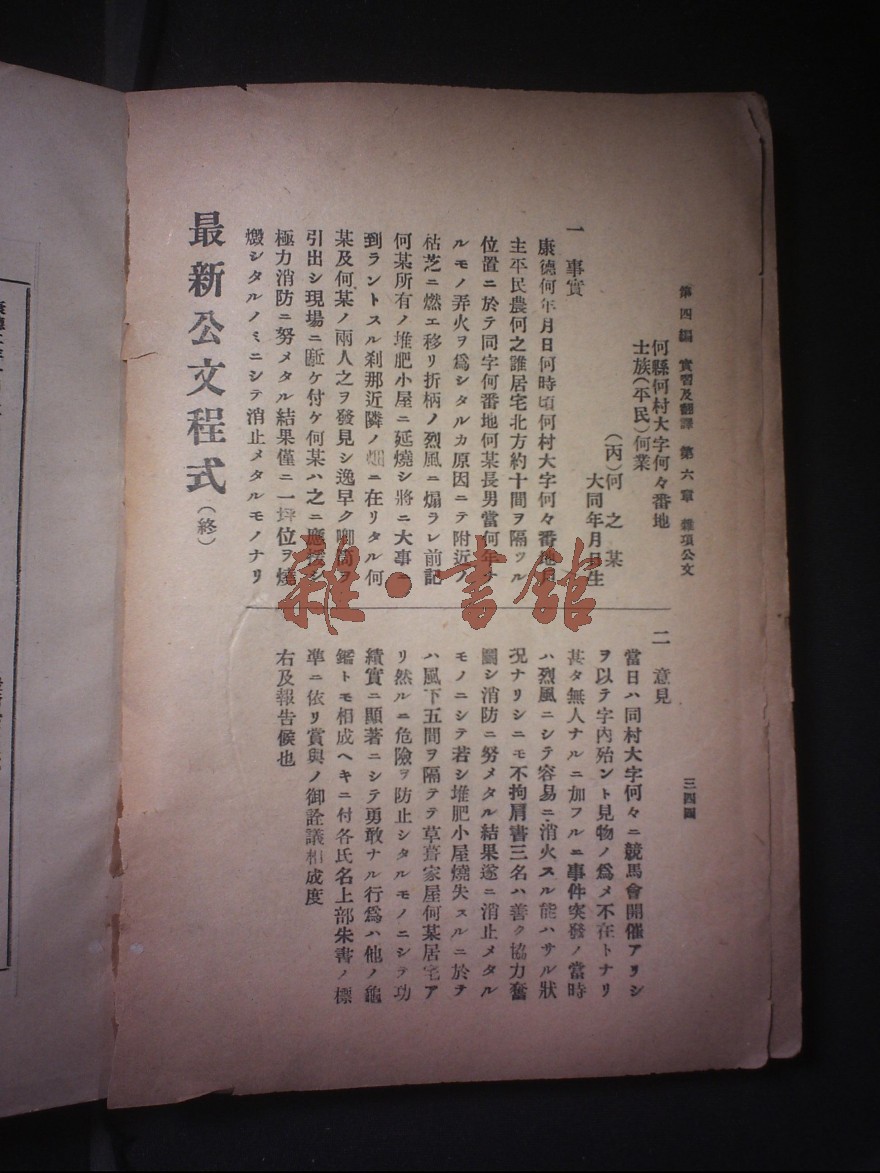 第四編 實習及翻譯 第六章 雜項公文
三四四
何縣何村大字何々番地
士族(平民)何業
(丙)何之某
大同年月日生
一 事實
康德何年月日何時頃何村大字何々番地戶
主平民農何之誰居宅北方約十間ヲ隔ツル
位置ニ於テ同字何番地何某長男當何年ナ
ルモノ弄火ヲ爲シタルカ原因ニテ附近ノ
枯芝ニ燃エ移リ折柄ノ烈風ニ煽ラレ前記
何某所有ノ堆肥小屋ニ延燒シ將ニ大事ニ
到ラントスル刹那近隣ノ畑ニ在リタル何
某及何某ノ兩人之ヲ發見シ逸早ク喞筒ヲ
引出シ現場ニ駈ケ付ケ何某ハ之ニ應援シ
極力消防ニ努メタル結果僅ニ一坪位ヲ燒
燬シタルノミニシテ消止メタルモノナリ
二 意見
當日ハ同村大字何々ニ競馬會開催アリシ
ヲ以テ字內殆ント見物ノ爲メ不在トナリ
甚タ無人ナルニ加フルニ事件突發ノ當時
ハ烈風ニシテ容易ニ消火スル能ハサル狀
況ナリシニモ不拘肩書三名ハ善ク協力奮
鬪シ消防ニ努メタル結果遂ニ消止メタル
モノニシテ若シ堆肥小屋燒失スルニ於テ
ハ風下五間ヲ隔テテ草葺家屋何某居宅ア
リ然ルニ危險ヲ防止シタルモノニシテ功
績實ニ顯著ニシテ勇敢ナル行爲ハ他ノ龜
鑑トモ相成ヘキニ付各氏名上部朱書ノ標
準ニ依リ賞與ノ御詮議相成度
右及報告候也
最新公文程式(終)
雜·書館